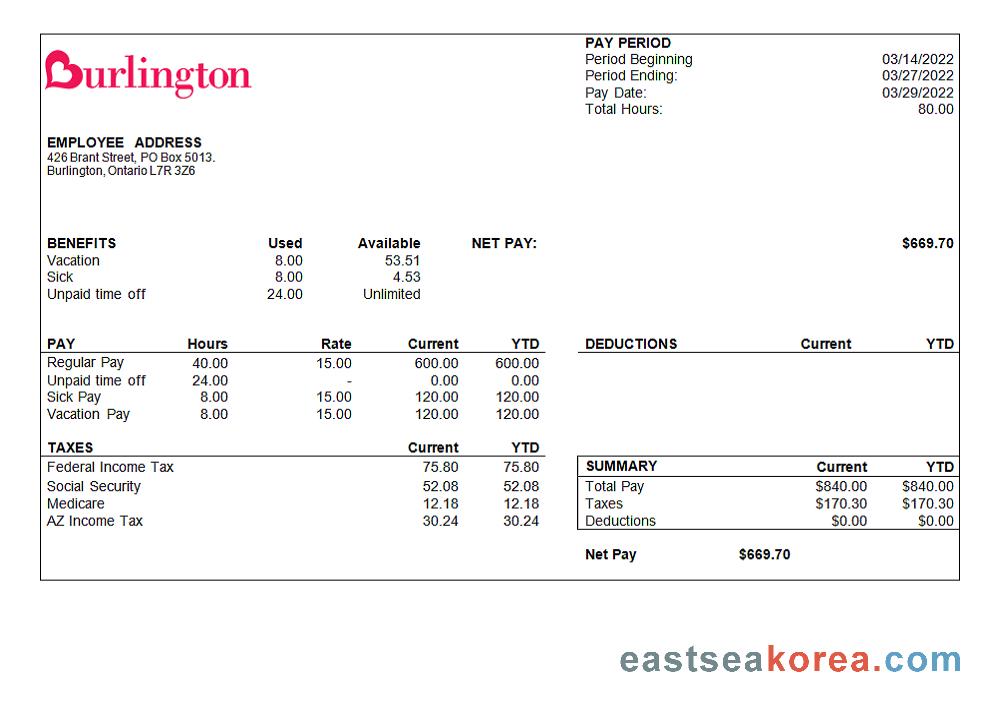 Burlington
PAY PERIOD
Period Beginning 03/14/2022
Period Ending: 03/27/2022
Pay Date: 03/29/2022
Total Hours: 80.00
EMPLOYEE ADDRESS
426 Brant Street, PO Box 5013.
Burlington, Ontario L7R 3Z6
BENEFITS Used Available NET PAY: $669.70
Vacation 8.00 53.51
Sick 8.00 4.53
Unpaid time off 24.00 Unlimited
PAY Hours Rate Current YTD DEDUCTIONS Current YTD
Regular Pay 40.00 15.00 600.00 600.00
Unpaid time off 24.00 - 0.00 0.00
Sick Pay 8.00 15.00 120.00 120.00
Vacation Pay 8.00 15.00 120.00 120.00
TAXES Current YTD
Federal Income Tax 75.80 75.80 SUMMARY Current YTD
Social Security 52.08 52.08 Total Pay $840.00 $840.00
Medicare 12.18 12.18 Taxes $170.30 $170.30
AZ Income Tax 30.24 30.24 Deductions $0.00 $0.00
Net Pay $669.70
eastseakorea.com